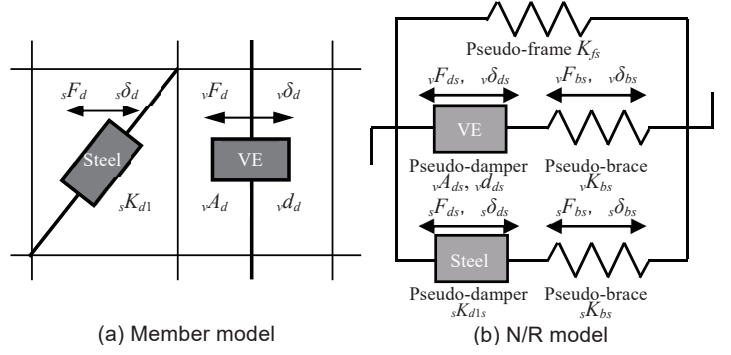 sFd sδd
Steel
sKd1
vFd vδd
VE
vAd vdd
(a) Member model
Pseudo-frame Kfs
vFds, vδds vFbs, vδbs
VE
Pseudo-damper Pseudo-brace
vAds, vdds vKbs
sFds, sδds sFbs, sδbs
Steel
Pseudo-damper Pseudo-brace
sKd1s sKbs
(b) N/R model